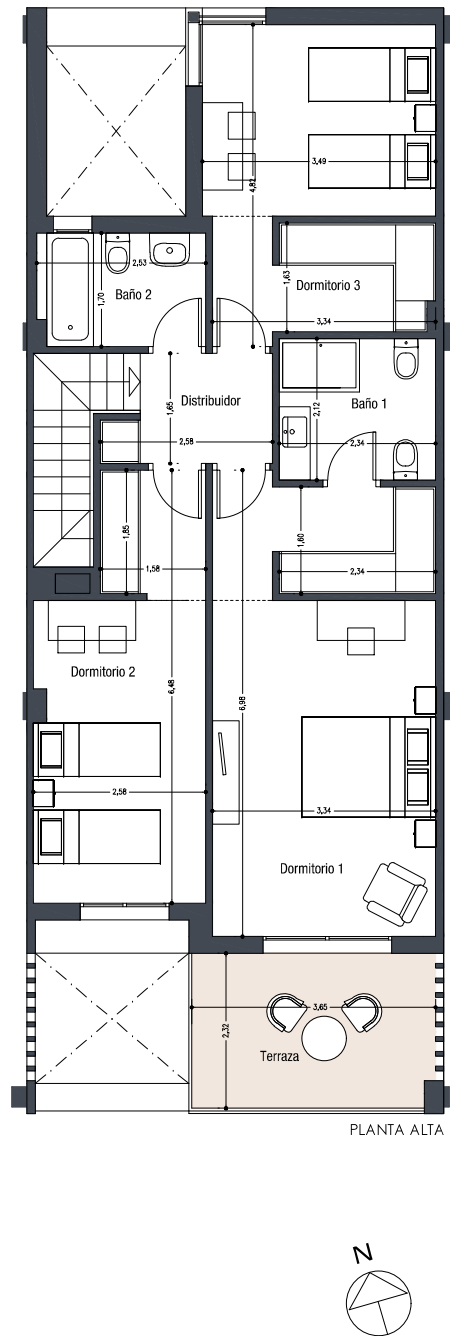 3,49
4,82
2,53
1,70
Baño 2
1,63
Dormitorio 3
3,34
Baño 1
2,12
2,34
Distribuidor
1,65
2,58
1,85
1,58
1,60
2,34
Dormitorio 2
6,48
6,98
2,58
3,34
Dormitorio 1
3,65
2,32
Terraza
PLANTA ALTA
N